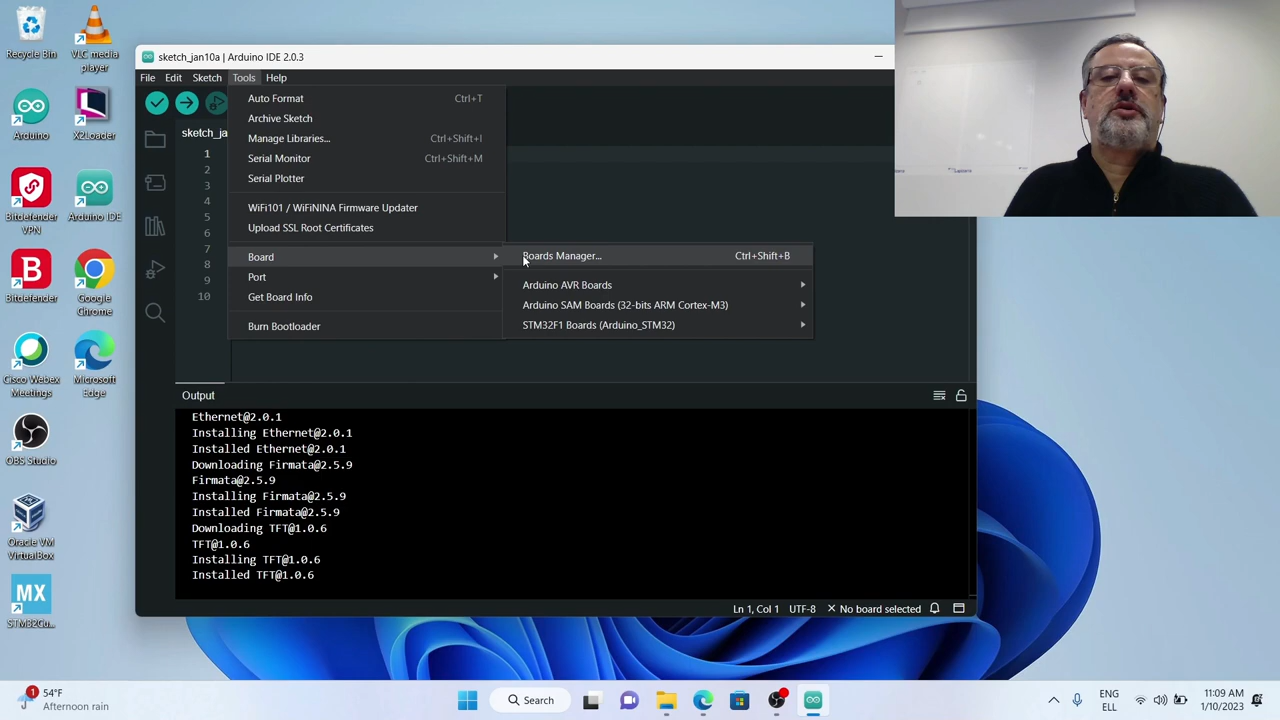 Recycle Bin
VLC media
player
Arduino
X2Loader
Bitdefender
VPN
Arduino IDE
Bitdefender
Google
Chrome
Cisco Webex
Meetings
Microsoft
Edge
OBS Studio
Oracle VM
VirtualBox
MX
STM32Cu...
sketch_jan10a | Arduino IDE 2.0.3
File Edit Sketch Tools Help
sketch_ja
1
2
3
4
5
6
7
8
9
10
Auto Format Ctrl+T
Archive Sketch
Manage Libraries... Ctrl+Shift+I
Serial Monitor Ctrl+Shift+M
Serial Plotter
WiFi101 / WiFiNINA Firmware Updater
Upload SSL Root Certificates
Board
Port
Get Board Info
Burn Bootloader
Boards Manager... Ctrl+Shift+B
Arduino AVR Boards
Arduino SAM Boards (32-bits ARM Cortex-M3)
STM32F1 Boards (Arduino_STM32)
Output
Ethernet@2.0.1
Installing Ethernet@2.0.1
Installed Ethernet@2.0.1
Downloading Firmata@2.5.9
Firmata@2.5.9
Installing Firmata@2.5.9
Installed Firmata@2.5.9
Downloading TFT@1.0.6
TFT@1.0.6
Installing TFT@1.0.6
Installed TFT@1.0.6
Ln 1, Col 1 UTF-8 No board selected
1
54°F
Afternoon rain
Search
ENG
ELL
11:09 AM
1/10/2023